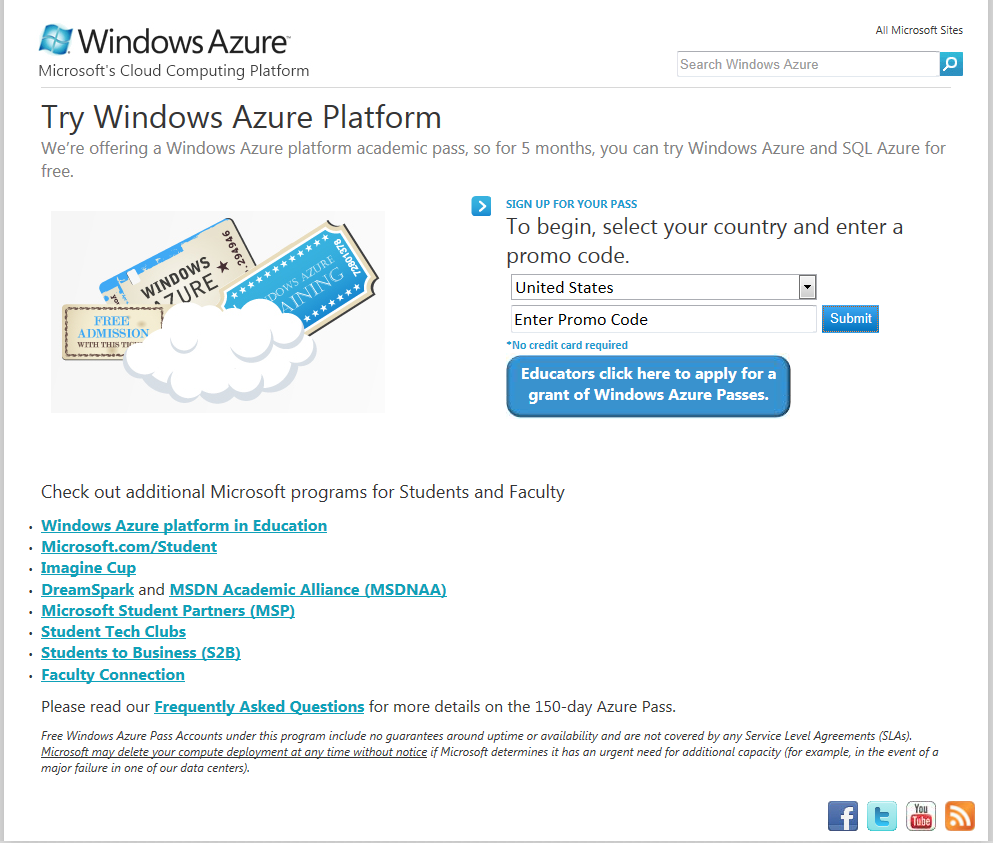 Windows Azure™
Microsoft's Cloud Computing Platform
All Microsoft Sites
Search Windows Azure
Try Windows Azure Platform
We're offering a Windows Azure platform academic pass, so for 5 months, you can try Windows Azure and SQL Azure for
free.
WINDOWS
AZURE
294946
WINDOWS AZURE
TRAINING
72801378
FREE
ADMISSION
WITH THIS TICKET
SIGN UP FOR YOUR PASS
To begin, select your country and enter a
promo code.
United States
Enter Promo Code
Submit
*No credit card required
Educators click here to apply for a
grant of Windows Azure Passes.
Check out additional Microsoft programs for Students and Faculty
• Windows Azure platform in Education
• Microsoft.com/Student
• Imagine Cup
• DreamSpark and MSDN Academic Alliance (MSDNAA)
• Microsoft Student Partners (MSP)
• Student Tech Clubs
• Students to Business (S2B)
• Faculty Connection
Please read our Frequently Asked Questions for more details on the 150-day Azure Pass.
Free Windows Azure Pass Accounts under this program include no guarantees around uptime or availability and are not covered by any Service Level Agreements (SLAs).
Microsoft may delete your compute deployment at any time without notice if Microsoft determines it has an urgent need for additional capacity (for example, in the event of a
major failure in one of our data centers).
f
t
You
Tube